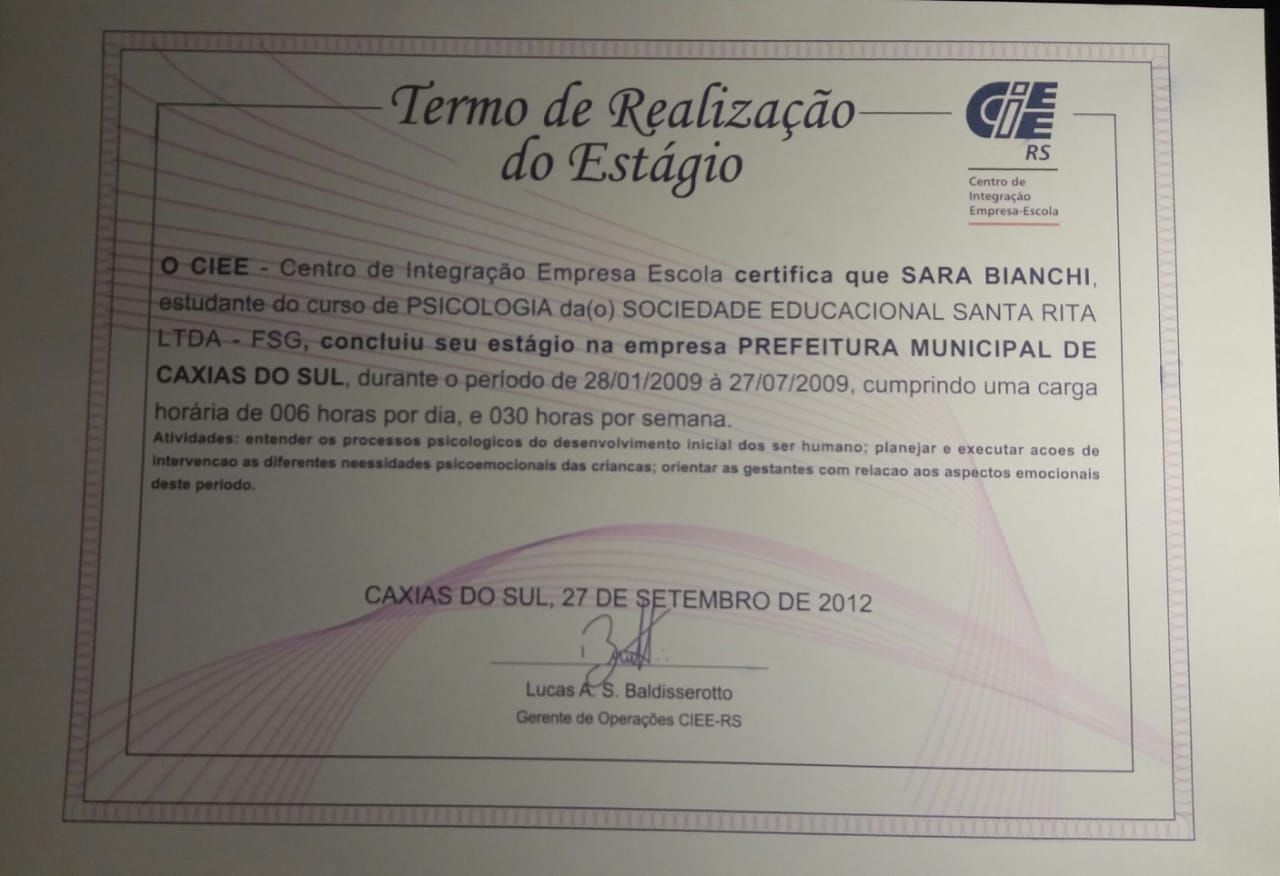 Termo de Realização
do Estágio
CIEE
RS
Centro de
Integração
Empresa-Escola
O CIEE - Centro de Integração Empresa Escola certifica que SARA BIANCHI,
estudante do curso de PSICOLOGIA da(o) SOCIEDADE EDUCACIONAL SANTA RITA
LTDA - FSG, concluiu seu estágio na empresa PREFEITURA MUNICIPAL DE
CAXIAS DO SUL, durante o período de 28/01/2009 à 27/07/2009, cumprindo uma carga
horária de 006 horas por dia, e 030 horas por semana.
Atividades: entender os processos psicologicos do desenvolvimento inicial dos ser humano; planejar e executar acoes de
intervencao as diferentes neessidades psicoemocionais das criancas; orientar as gestantes com relacao aos aspectos emocionais
deste periodo.
CAXIAS DO SUL, 27 DE SETEMBRO DE 2012
Lucas A. S. Baldisserotto
Gerente de Operações CIEE-RS